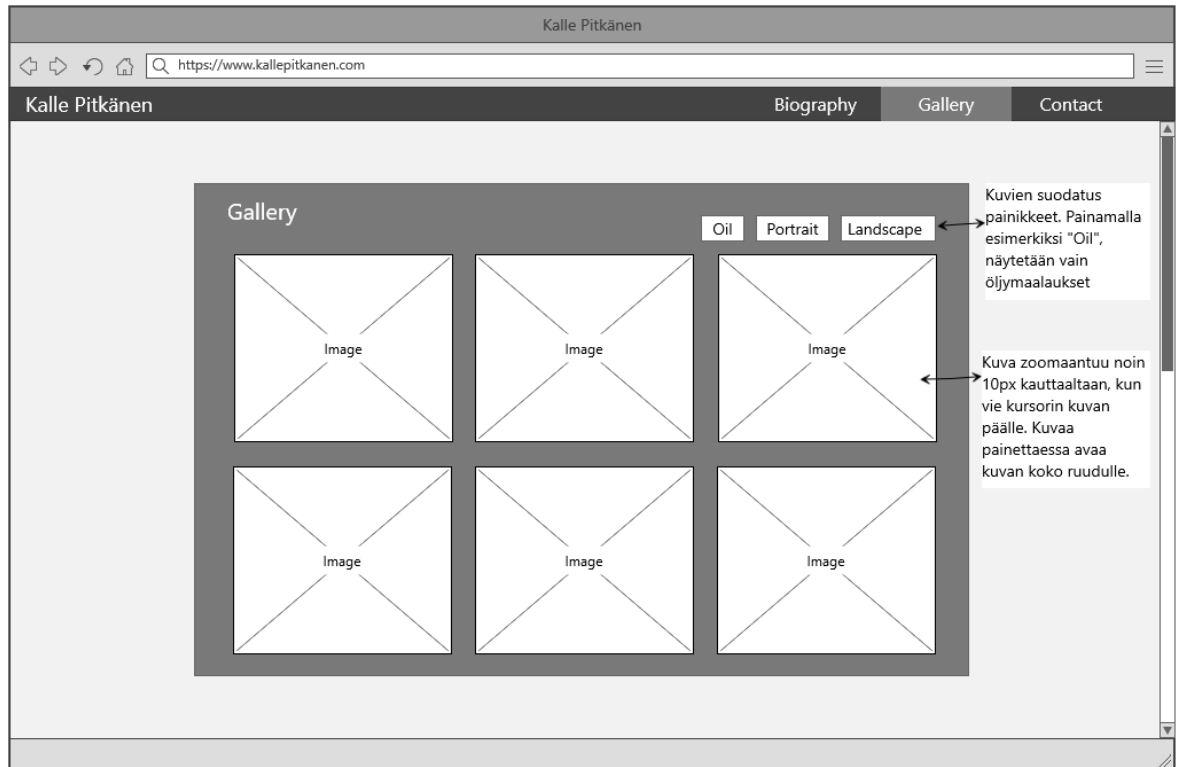 Kalle Pitkänen
https://www.kallepitkanen.com
Kalle Pitkänen
Biography
Gallery
Contact
Gallery
Oil
Portrait
Landscape
Kuvien suodatus
painikkeet. Painamalla
esimerkiksi "Oil",
näytetään vain
öljymaalaukset
Image
Image
Image
Kuva zoomaantuu noin
10px kauttaaltaan, kun
vie kursorin kuvan
päälle. Kuvaa
painettaessa avaa
kuvan koko ruudulle.
Image
Image
Image